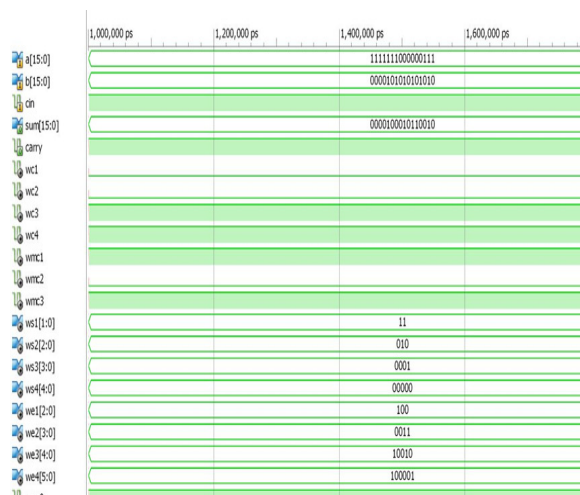 1,000,000 ps 1,200,000 ps 1,400,000 ps 1,600,000 ps
a[15:0] 1111111000000111
b[15:0] 0000101010101010
cin
sum[15:0] 0000100010110010
carry
wc1
wc2
wc3
wc4
wmc1
wmc2
wmc3
ws1[1:0] 11
ws2[2:0] 010
ws3[3:0] 0001
ws4[4:0] 00000
we1[2:0] 100
we2[3:0] 0011
we3[4:0] 10010
we4[5:0] 100001